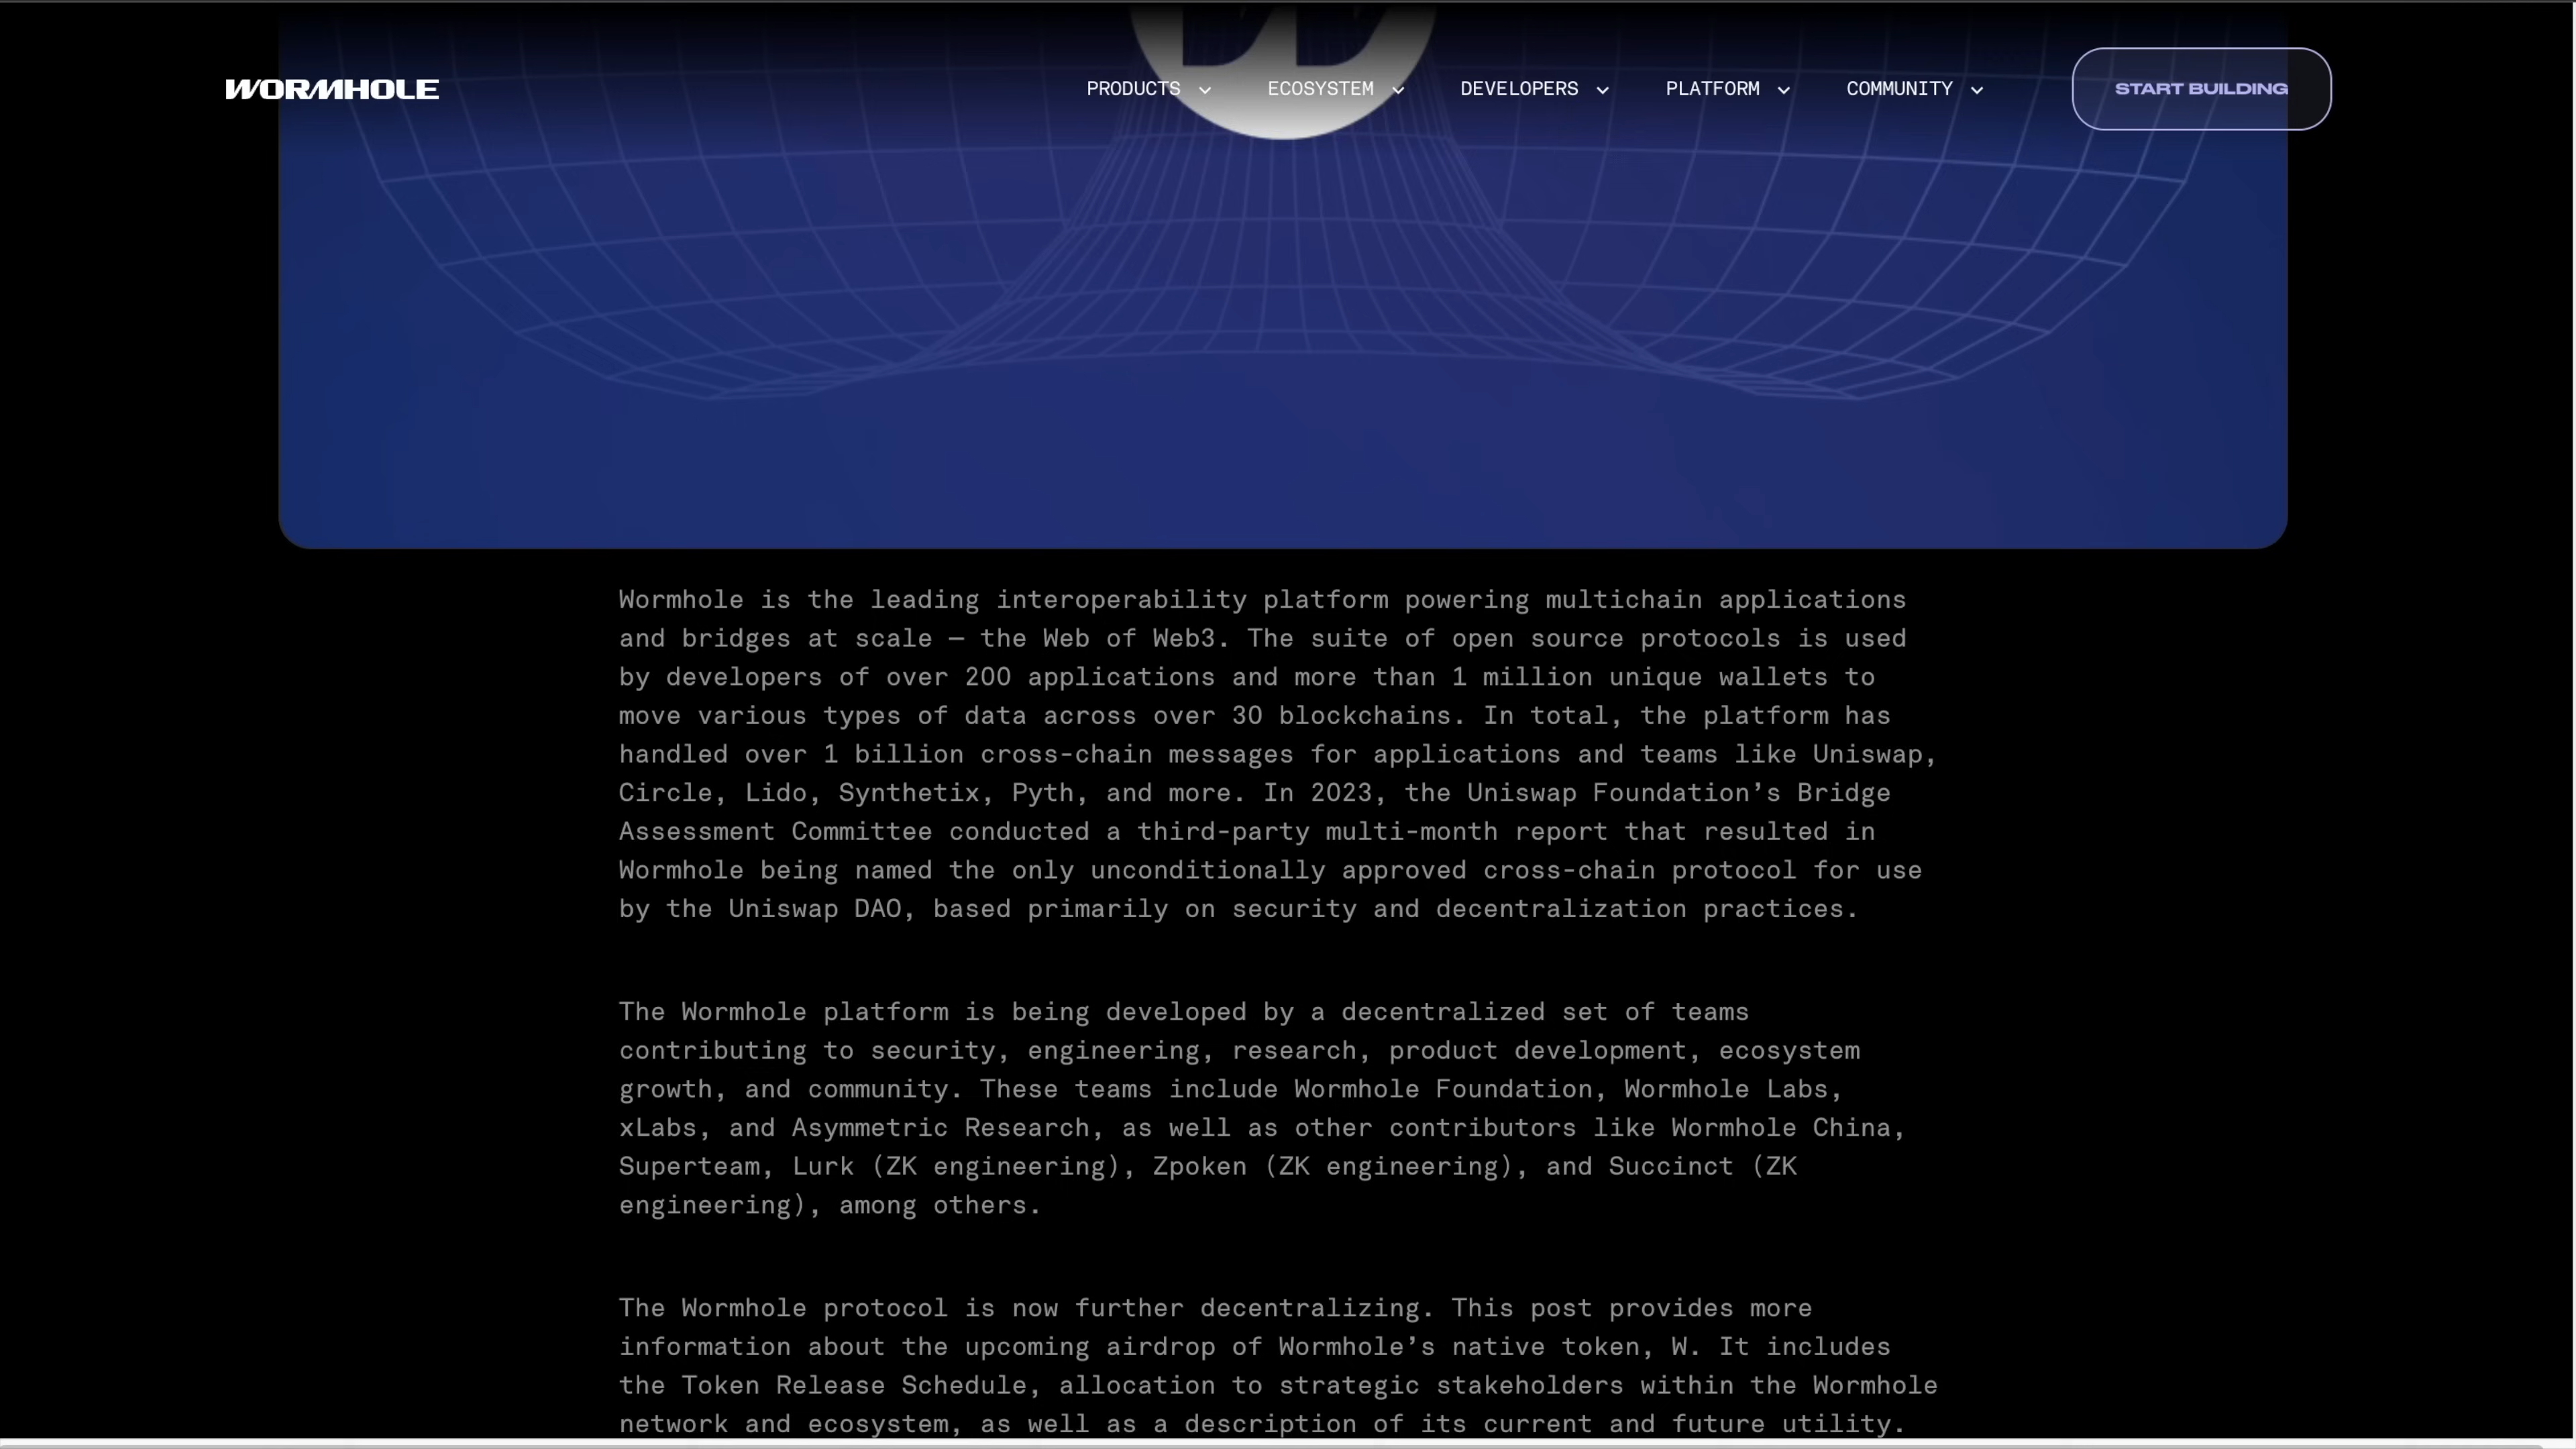 WORMHOLE
PRODUCTS
ECOSYSTEM
DEVELOPERS
PLATFORM
COMMUNITY
START BUILDING
Wormhole is the leading interoperability platform powering multichain applications
and bridges at scale — the Web of Web3. The suite of open source protocols is used
by developers of over 200 applications and more than 1 million unique wallets to
move various types of data across over 30 blockchains. In total, the platform has
handled over 1 billion cross-chain messages for applications and teams like Uniswap,
Circle, Lido, Synthetix, Pyth, and more. In 2023, the Uniswap Foundation’s Bridge
Assessment Committee conducted a third-party multi-month report that resulted in
Wormhole being named the only unconditionally approved cross-chain protocol for use
by the Uniswap DAO, based primarily on security and decentralization practices.
The Wormhole platform is being developed by a decentralized set of teams
contributing to security, engineering, research, product development, ecosystem
growth, and community. These teams include Wormhole Foundation, Wormhole Labs,
xLabs, and Asymmetric Research, as well as other contributors like Wormhole China,
Superteam, Lurk (ZK engineering), Zpoken (ZK engineering), and Succinct (ZK
engineering), among others.
The Wormhole protocol is now further decentralizing. This post provides more
information about the upcoming airdrop of Wormhole’s native token, W. It includes
the Token Release Schedule, allocation to strategic stakeholders within the Wormhole
network and ecosystem, as well as a description of its current and future utility.